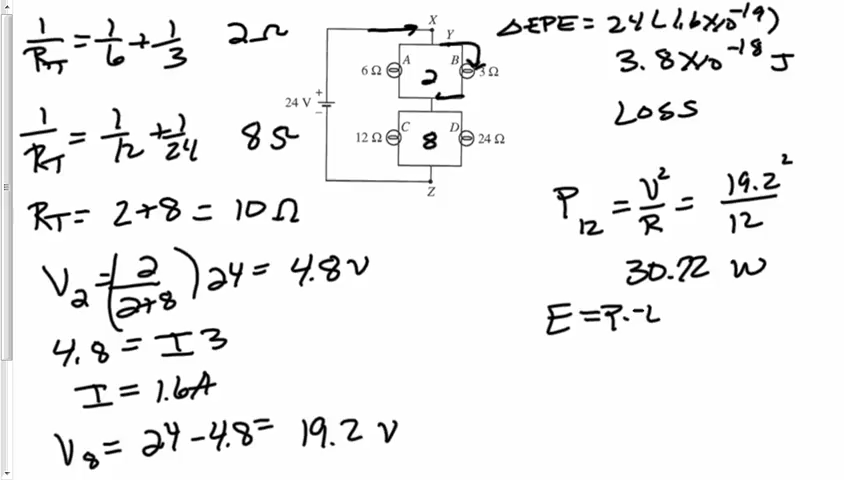 1/R_T = 1/6 + 1/3 2Ω
1/R_T = 1/12 + 1/24 8Ω
R_T = 2+8 = 10Ω
V_2 = (2/(2+8)) 24 = 4.8V
4.8 = I 3
I = 1.6A
V_8 = 24 - 4.8 = 19.2 V
X
Y
6 Ω A 2 B 3 Ω
24 V + −
12 Ω C 8 D 24 Ω
Z
ΔEPE = 24(1.6x10^-19)
3.8x10^-18 J
LOSS
P_12 = V²/R = 19.2²/12
30.72 W